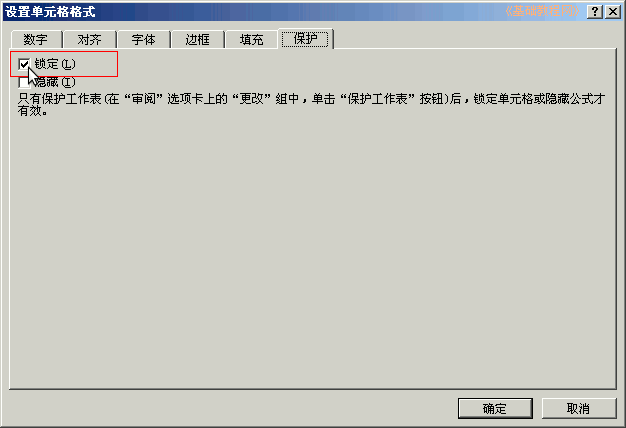 设置单元格格式
数字 对齐 字体 边框 填充 保护
锁定(L)
隐藏(I)
只有保护工作表(在“审阅”选项卡上的“更改”组中，单击“保护工作表”按钮)后，锁定单元格或隐藏公式才
有效。
确定 取消